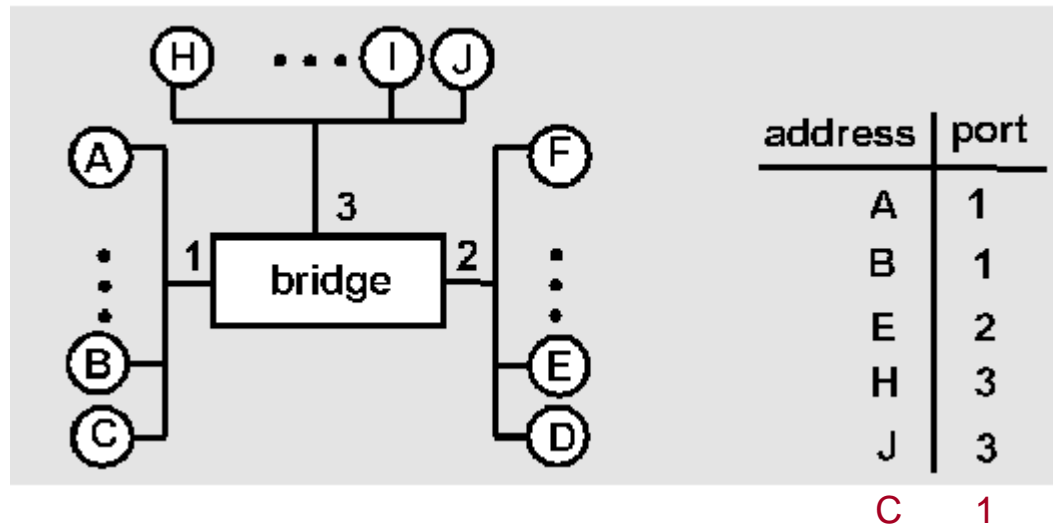 H ... I J
address port
A F
A 1
3
1 bridge 2
B 1
E 2
B E
H 3
C D
J 3
C 1